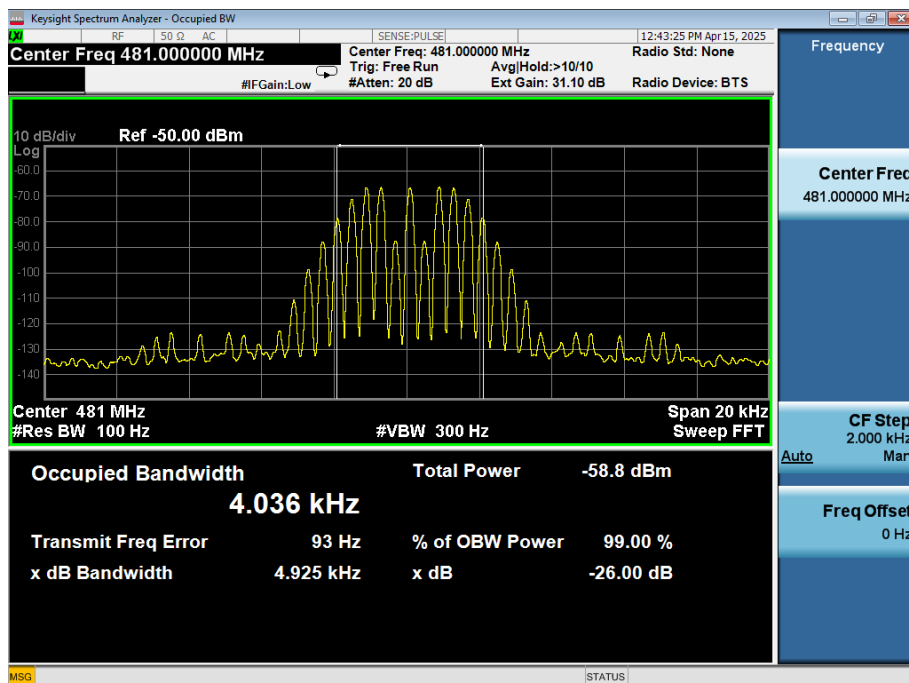 Keysight Spectrum Analyzer - Occupied BW
LXI
RF 50 Ω AC SENSE:PULSE 12:43:25 PM Apr 15, 2025
Center Freq 481.000000 MHz
Center Freq: 481.000000 MHz Radio Std: None
Trig: Free Run Avg|Hold:>10/10
#IFGain:Low #Atten: 20 dB Ext Gain: 31.10 dB Radio Device: BTS
10 dB/div Ref -50.00 dBm
Log
-60.0
-70.0
-80.0
-90.0
-100
-110
-120
-130
-140
Center 481 MHz Span 20 kHz
#Res BW 100 Hz #VBW 300 Hz Sweep FFT
Occupied Bandwidth Total Power -58.8 dBm
4.036 kHz
Transmit Freq Error 93 Hz % of OBW Power 99.00 %
x dB Bandwidth 4.925 kHz x dB -26.00 dB
Frequency
Center Freq
481.000000 MHz
CF Step
2.000 kHz
Auto Man
Freq Offset
0 Hz
MSG STATUS